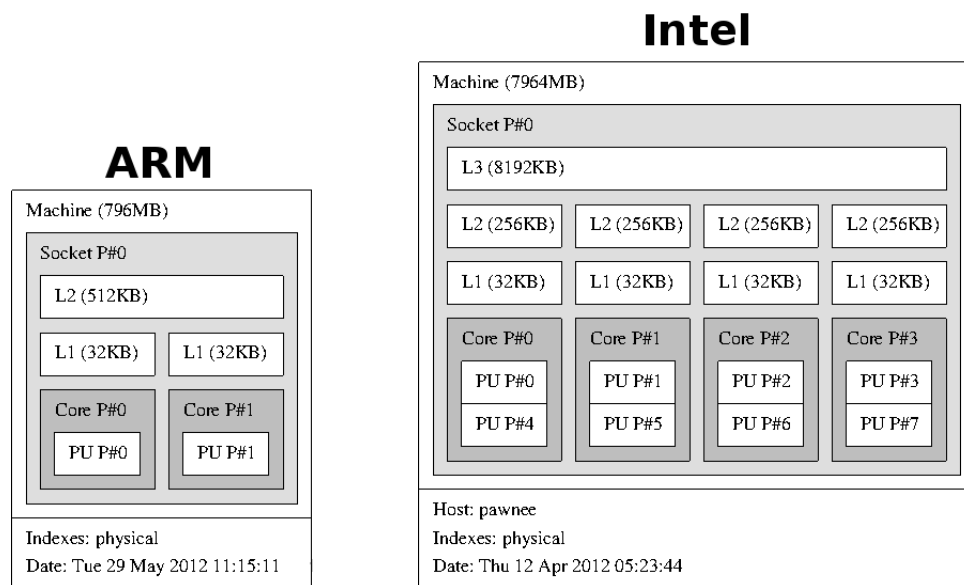 ARM
Machine (796MB)
Socket P#0
L2 (512KB)
L1 (32KB) L1 (32KB)
Core P#0 Core P#1
PU P#0 PU P#1
Indexes: physical
Date: Tue 29 May 2012 11:15:11
Intel
Machine (7964MB)
Socket P#0
L3 (8192KB)
L2 (256KB) L2 (256KB) L2 (256KB) L2 (256KB)
L1 (32KB) L1 (32KB) L1 (32KB) L1 (32KB)
Core P#0 Core P#1 Core P#2 Core P#3
PU P#0 PU P#1 PU P#2 PU P#3
PU P#4 PU P#5 PU P#6 PU P#7
Host: pawnee
Indexes: physical
Date: Thu 12 Apr 2012 05:23:44